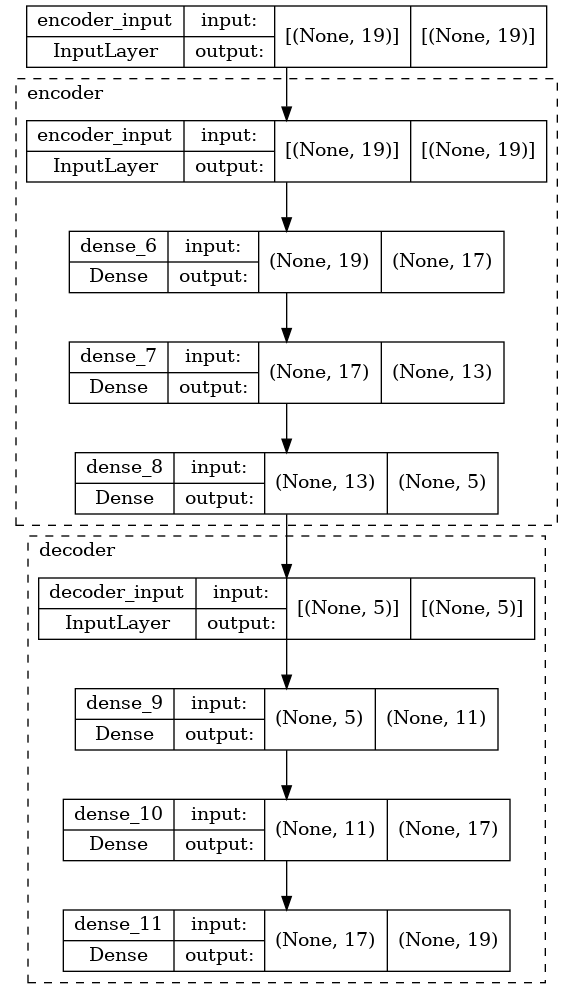 encoder_input input: [(None, 19)] [(None, 19)]
InputLayer output:
encoder
encoder_input input: [(None, 19)] [(None, 19)]
InputLayer output:
dense_6 input: (None, 19) (None, 17)
Dense output:
dense_7 input: (None, 17) (None, 13)
Dense output:
dense_8 input: (None, 13) (None, 5)
Dense output:
decoder
decoder_input input: [(None, 5)] [(None, 5)]
InputLayer output:
dense_9 input: (None, 5) (None, 11)
Dense output:
dense_10 input: (None, 11) (None, 17)
Dense output:
dense_11 input: (None, 17) (None, 19)
Dense output: